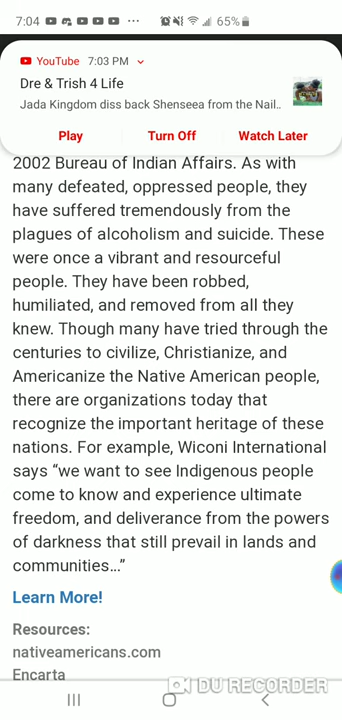 7:04 65%
YouTube 7:03 PM
Dre & Trish 4 Life
Jada Kingdom diss back Shenseea from the Nail..
Play Turn Off Watch Later
2002 Bureau of Indian Affairs. As with
many defeated, oppressed people, they
have suffered tremendously from the
plagues of alcoholism and suicide. These
were once a vibrant and resourceful
people. They have been robbed,
humiliated, and removed from all they
knew. Though many have tried through the
centuries to civilize, Christianize, and
Americanize the Native American people,
there are organizations today that
recognize the important heritage of these
nations. For example, Wiconi International
says “we want to see Indigenous people
come to know and experience ultimate
freedom, and deliverance from the powers
of darkness that still prevail in lands and
communities…”
Learn More!
Resources:
nativeamericans.com
Encarta
DU RECORDER